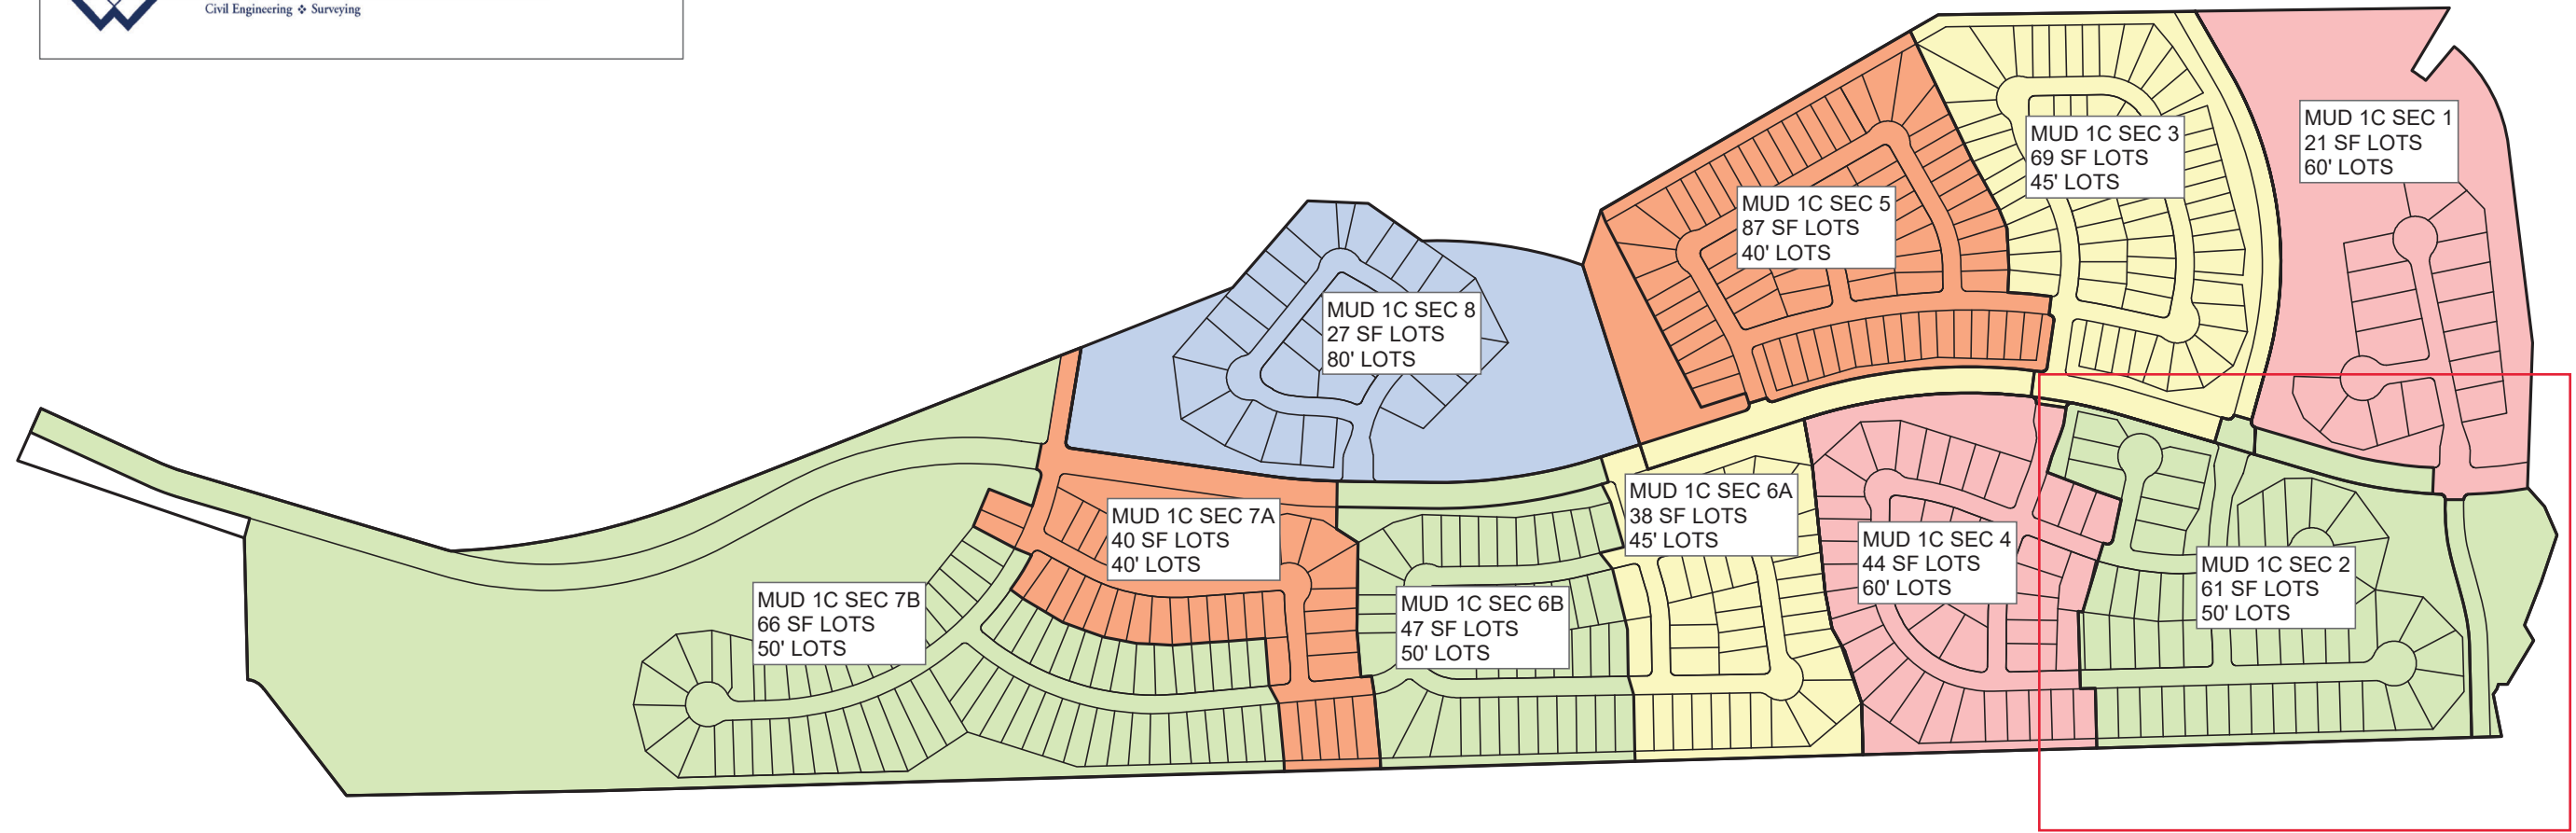 Civil Engineering ❖ Surveying
MUD 1C SEC 1
21 SF LOTS
60' LOTS
MUD 1C SEC 3
69 SF LOTS
45' LOTS
MUD 1C SEC 5
87 SF LOTS
40' LOTS
MUD 1C SEC 8
27 SF LOTS
80' LOTS
MUD 1C SEC 6A
38 SF LOTS
45' LOTS
MUD 1C SEC 7A
40 SF LOTS
40' LOTS
MUD 1C SEC 4
44 SF LOTS
60' LOTS
MUD 1C SEC 2
61 SF LOTS
50' LOTS
MUD 1C SEC 7B
66 SF LOTS
50' LOTS
MUD 1C SEC 6B
47 SF LOTS
50' LOTS